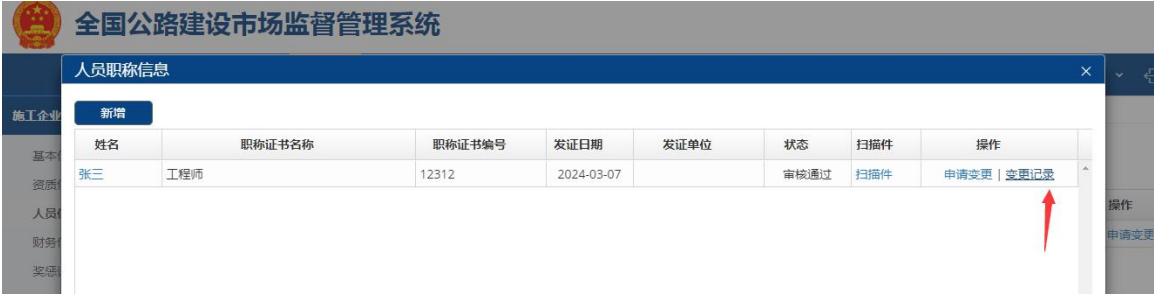 全国公路建设市场监督管理系统
人员职称信息
施工企业
新增
姓名 职称证书名称 职称证书编号 发证日期 发证单位 状态 扫描件 操作
张三 工程师 12312 2024-03-07 审核通过 扫描件 申请变更 | 变更记录
基本
资质
人员
财务
奖惩
操作
申请变更